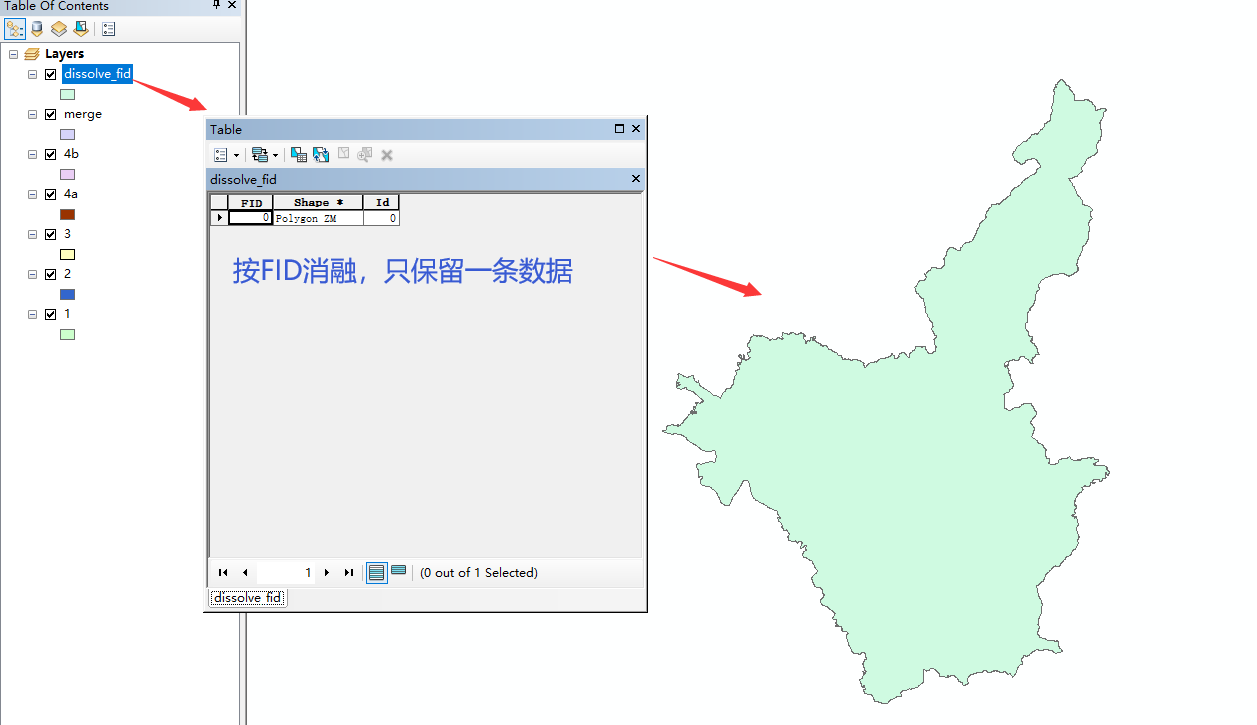 Table Of Contents
Layers
dissolve_fid
merge
4b
4a
3
2
1
Table
dissolve_fid
FID Shape * Id
0 Polygon ZM 0
按FID消融，只保留一条数据
1 (0 out of 1 Selected)
dissolve_fid